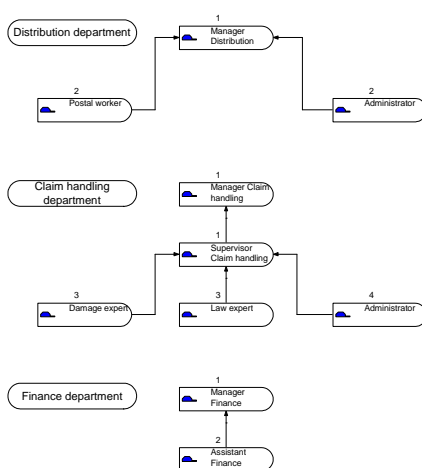 Distribution department
1
Manager
Distribution
2
Postal worker
2
Administrator
Claim handling
department
1
Manager Claim
handling
1
Supervisor
Claim handling
3
Damage expert
3
Law expert
4
Administrator
Finance department
1
Manager
Finance
2
Assistant
Finance